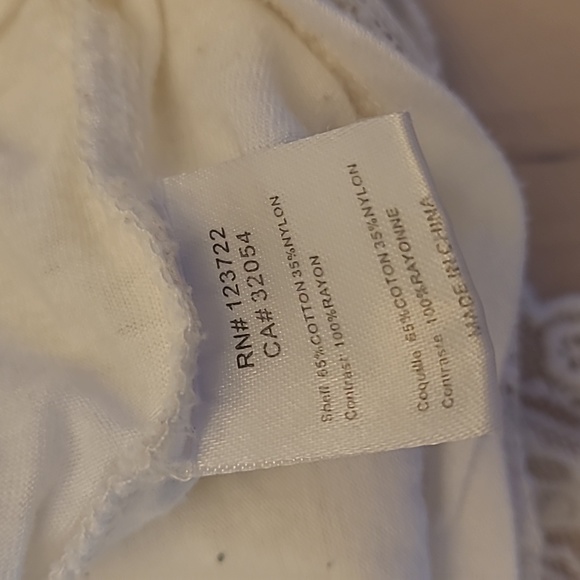 RN# 123722
CA# 32054
Shell 65%COTTON35%NYLON
Contrast 100%RAYON
Coquille 65%COTON35%NYLON
Contraste 100%RAYONNE
MADE IN CHINA